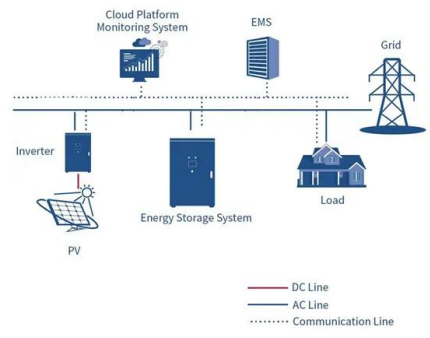 Cloud Platform
Monitoring System
EMS
Grid
Inverter
Energy Storage System
Load
PV
DC Line
AC Line
Communication Line